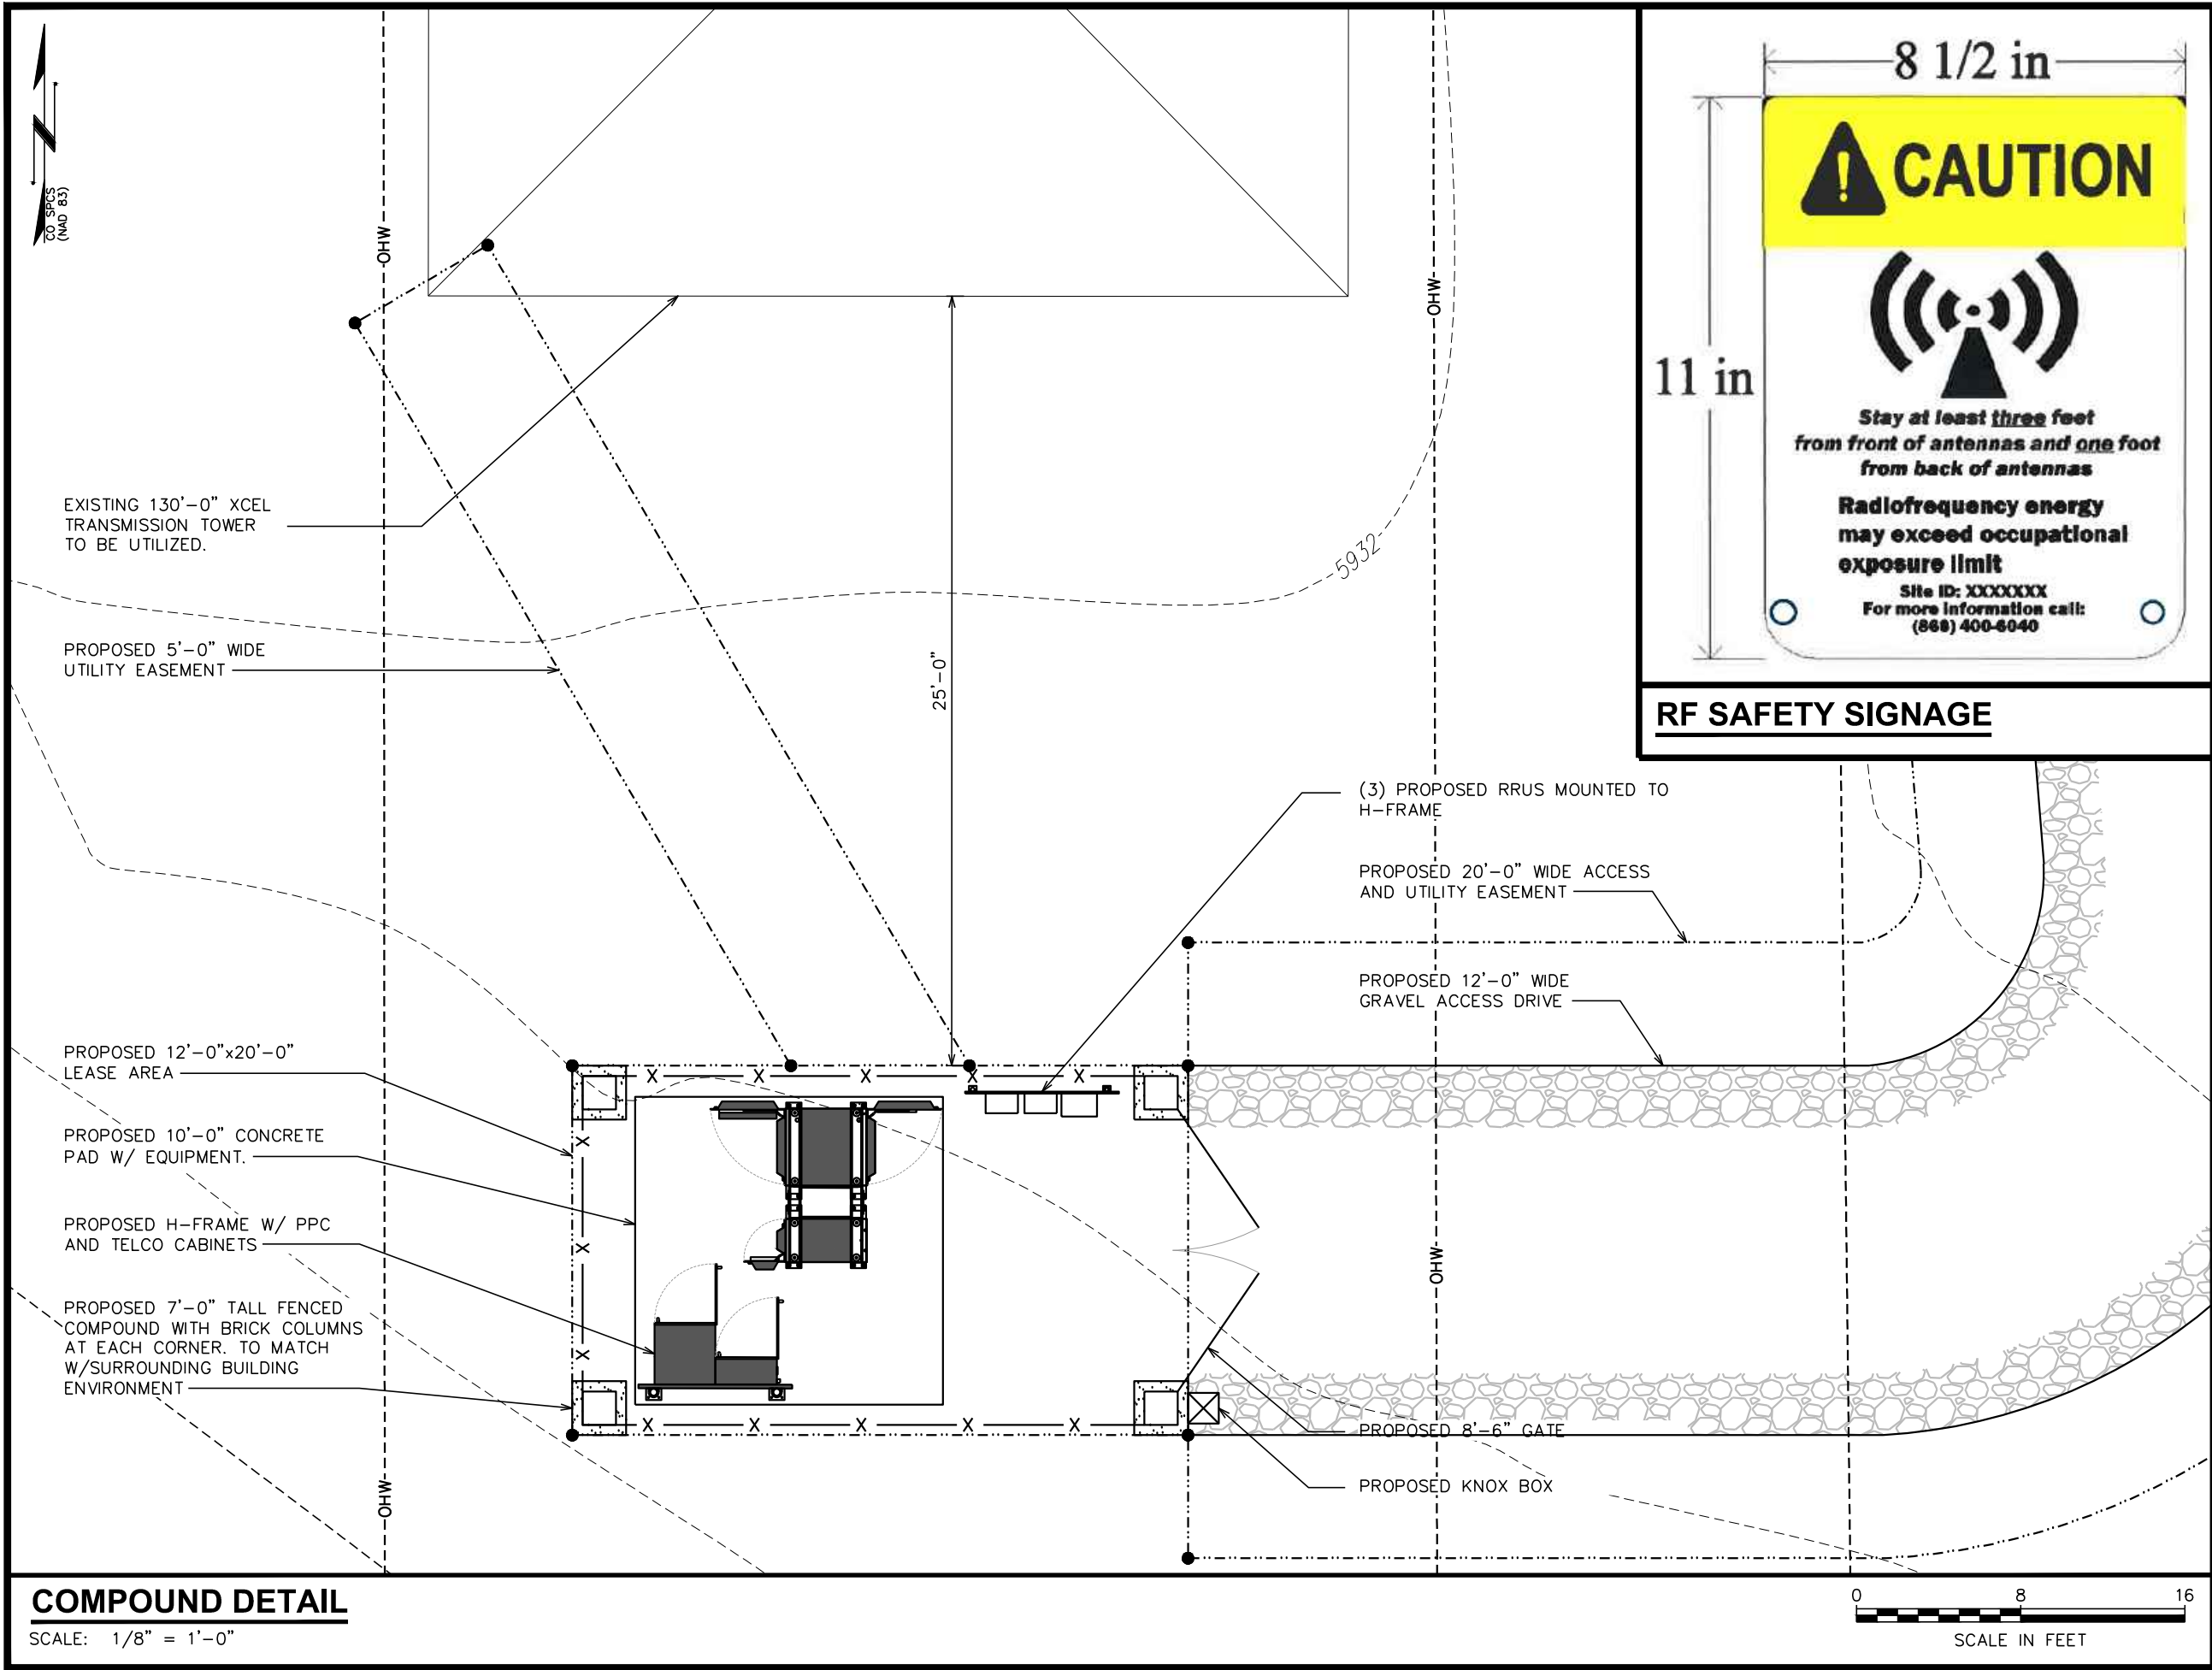 CO SPCS
(NAD 83)
OHW
OHW
EXISTING 130'-0" XCEL
TRANSMISSION TOWER
TO BE UTILIZED.
PROPOSED 5'-0" WIDE
UTILITY EASEMENT
25'-0"
5932
8 1/2 in
11 in
CAUTION
Stay at least three feet
from front of antennas and one foot
from back of antennas
Radiofrequency energy
may exceed occupational
exposure limit
Site ID: XXXXXXX
For more information call:
(868) 400-6040
RF SAFETY SIGNAGE
(3) PROPOSED RRUS MOUNTED TO
H-FRAME
PROPOSED 20'-0" WIDE ACCESS
AND UTILITY EASEMENT
PROPOSED 12'-0" WIDE
GRAVEL ACCESS DRIVE
PROPOSED 12'-0"x20'-0"
LEASE AREA
PROPOSED 10'-0" CONCRETE
PAD W/ EQUIPMENT.
PROPOSED H-FRAME W/ PPC
AND TELCO CABINETS
PROPOSED 7'-0" TALL FENCED
COMPOUND WITH BRICK COLUMNS
AT EACH CORNER. TO MATCH
W/SURROUNDING BUILDING
ENVIRONMENT
X X X X X
X
X
X
X X X X X
OHW
OHW
PROPOSED 8'-6" GATE
PROPOSED KNOX BOX
COMPOUND DETAIL
SCALE: 1/8" = 1'-0"
0 8 16
SCALE IN FEET